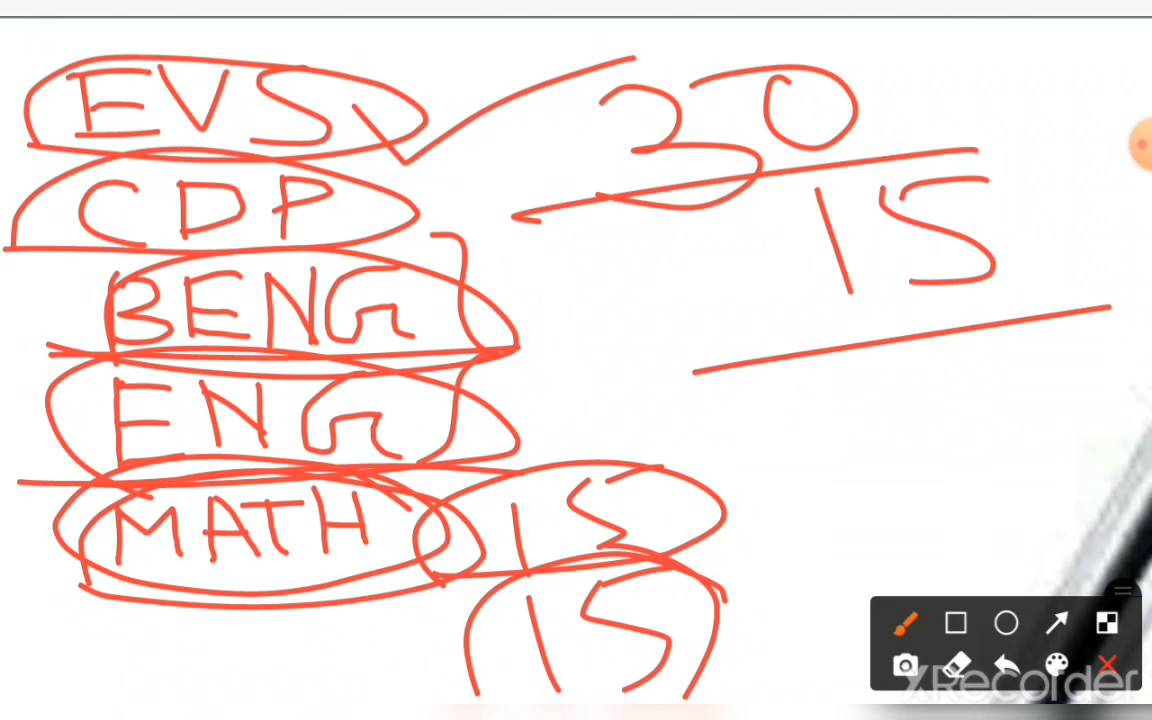 EVS
30
CDP
15
BENG
ENG
MATH
15
15
XRecorder